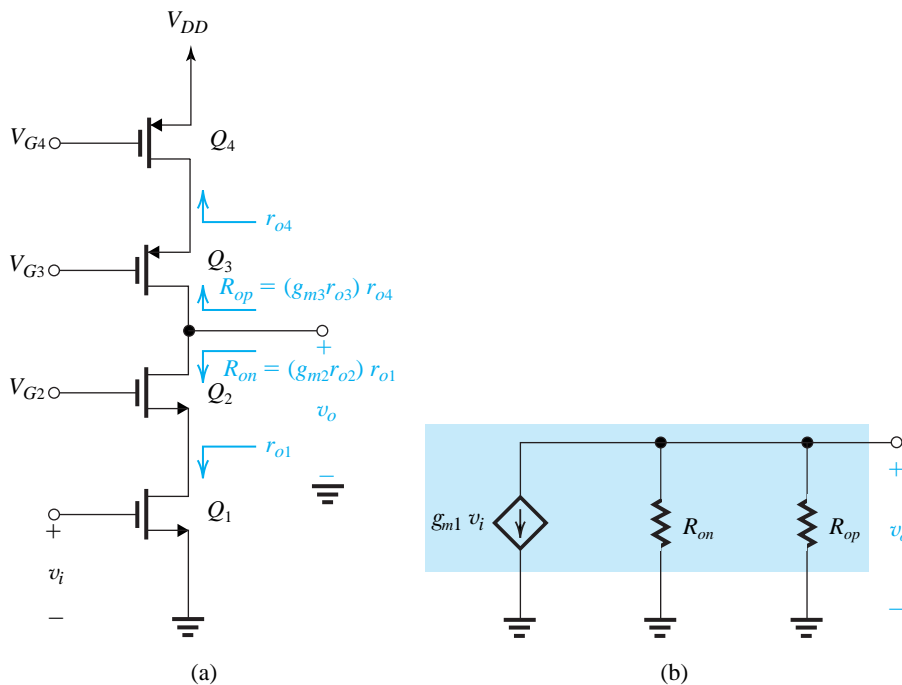 V_DD
V_G4
Q_4
r_o4
V_G3
Q_3
R_op = (g_m3 r_o3) r_o4
+
R_on = (g_m2 r_o2) r_o1
V_G2
Q_2
v_o
r_o1
−
Q_1
+
v_i
−
(a)
+
g_m1 v_i
R_on
R_op
−
(b)